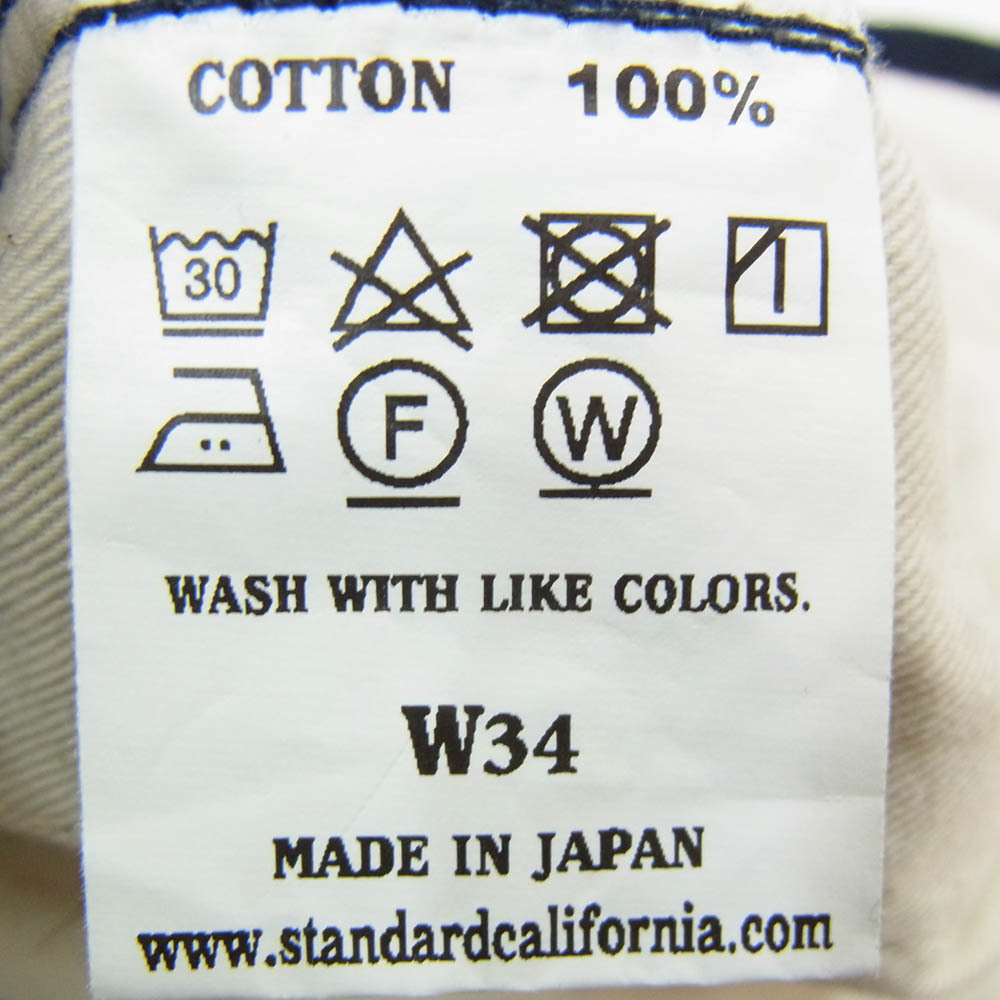 COTTON 100%
30
F W
WASH WITH LIKE COLORS.
W34
MADE IN JAPAN
www.standardcalifornia.com